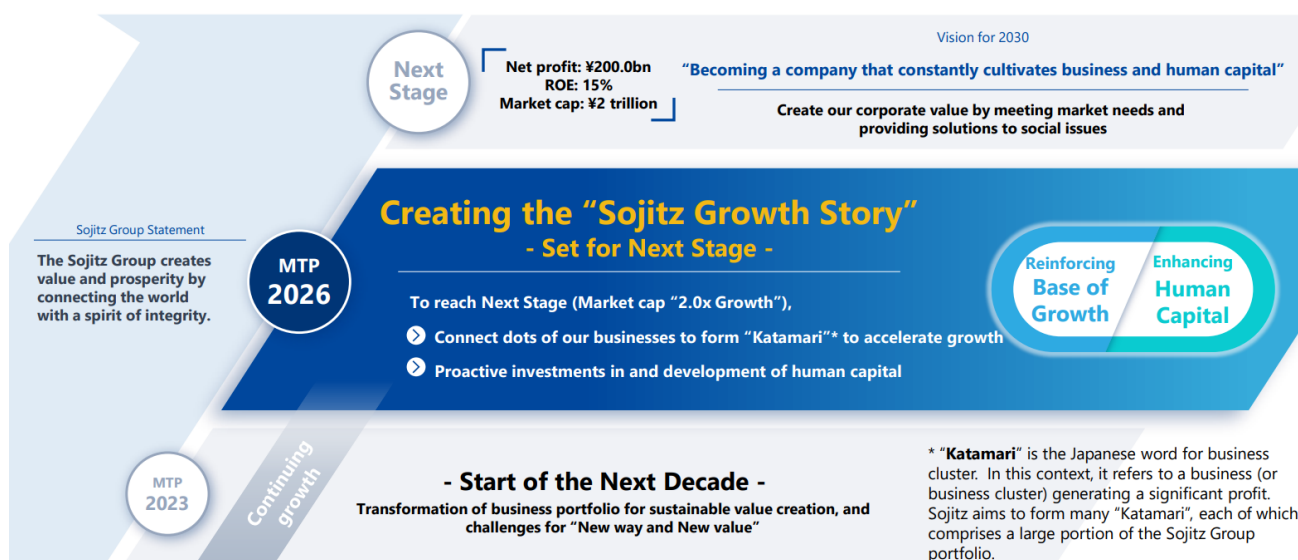 Next
Stage
Net profit: ¥200.0bn
ROE: 15%
Market cap: ¥2 trillion
Vision for 2030
“Becoming a company that constantly cultivates business and human capital”
Create our corporate value by meeting market needs and
providing solutions to social issues
Sojitz Group Statement
The Sojitz Group creates
value and prosperity by
connecting the world
with a spirit of integrity.
MTP
2026
Creating the “Sojitz Growth Story”
- Set for Next Stage -
To reach Next Stage (Market cap “2.0x Growth”),
Connect dots of our businesses to form “Katamari”* to accelerate growth
Proactive investments in and development of human capital
Reinforcing
Base of
Growth
Enhancing
Human
Capital
MTP
2023
Continuing
growth
- Start of the Next Decade -
Transformation of business portfolio for sustainable value creation, and
challenges for “New way and New value”
* “Katamari” is the Japanese word for business
cluster. In this context, it refers to a business (or
business cluster) generating a significant profit.
Sojitz aims to form many “Katamari”, each of which
comprises a large portion of the Sojitz Group
portfolio.